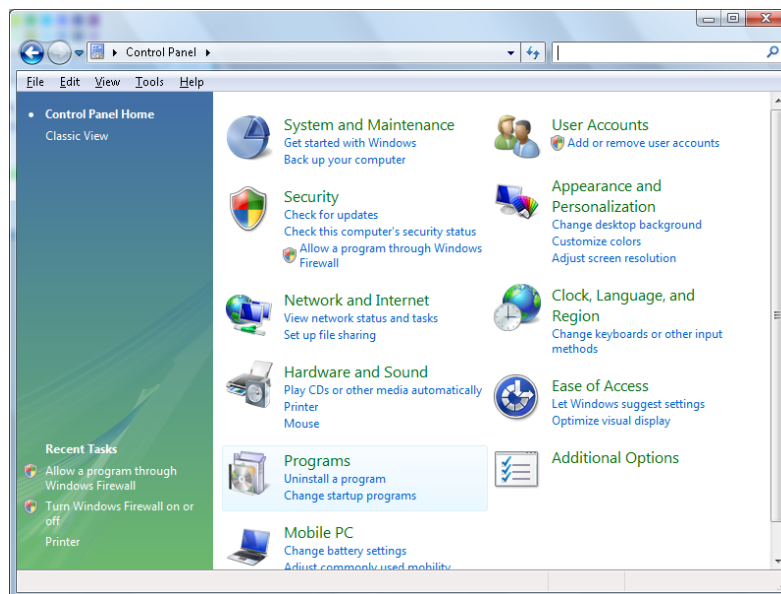 Control Panel
File Edit View Tools Help
Control Panel Home
Classic View
Recent Tasks
Allow a program through
Windows Firewall
Turn Windows Firewall on or
off
Printer
System and Maintenance
Get started with Windows
Back up your computer
Security
Check for updates
Check this computer's security status
Allow a program through Windows
Firewall
Network and Internet
View network status and tasks
Set up file sharing
Hardware and Sound
Play CDs or other media automatically
Printer
Mouse
Programs
Uninstall a program
Change startup programs
Mobile PC
Change battery settings
Adjust commonly used mobility
User Accounts
Add or remove user accounts
Appearance and
Personalization
Change desktop background
Customize colors
Adjust screen resolution
Clock, Language, and
Region
Change keyboards or other input
methods
Ease of Access
Let Windows suggest settings
Optimize visual display
Additional Options